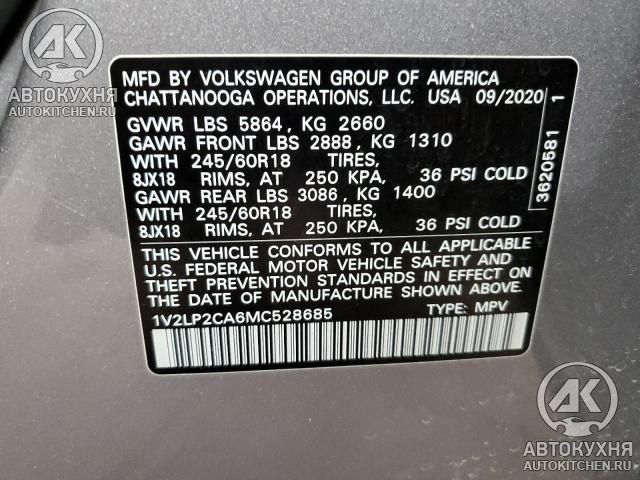 AK
АВТОКУХНЯ
AUTOKITCHEN.RU
MFD BY VOLKSWAGEN GROUP OF AMERICA
CHATTANOOGA OPERATIONS, LLC. USA 09/2020
GVWR LBS 5864, KG 2660
GAWR FRONT LBS 2888, KG 1310
WITH 245/60R18 TIRES,
8JX18 RIMS, AT 250 KPA, 36 PSI COLD
GAWR REAR LBS 3086, KG 1400
WITH 245/60R18 TIRES,
8JX18 RIMS, AT 250 KPA, 36 PSI COLD
THIS VEHICLE CONFORMS TO ALL APPLICABLE
U.S. FEDERAL MOTOR VEHICLE SAFETY AND
THEFT PREVENTION STANDARDS IN EFFECT ON
THE DATE OF MANUFACTURE SHOWN ABOVE.
1V2LP2CA6MC528685 TYPE: MPV
3620581 1
AK
АВТОКУХНЯ
AUTOKITCHEN.RU